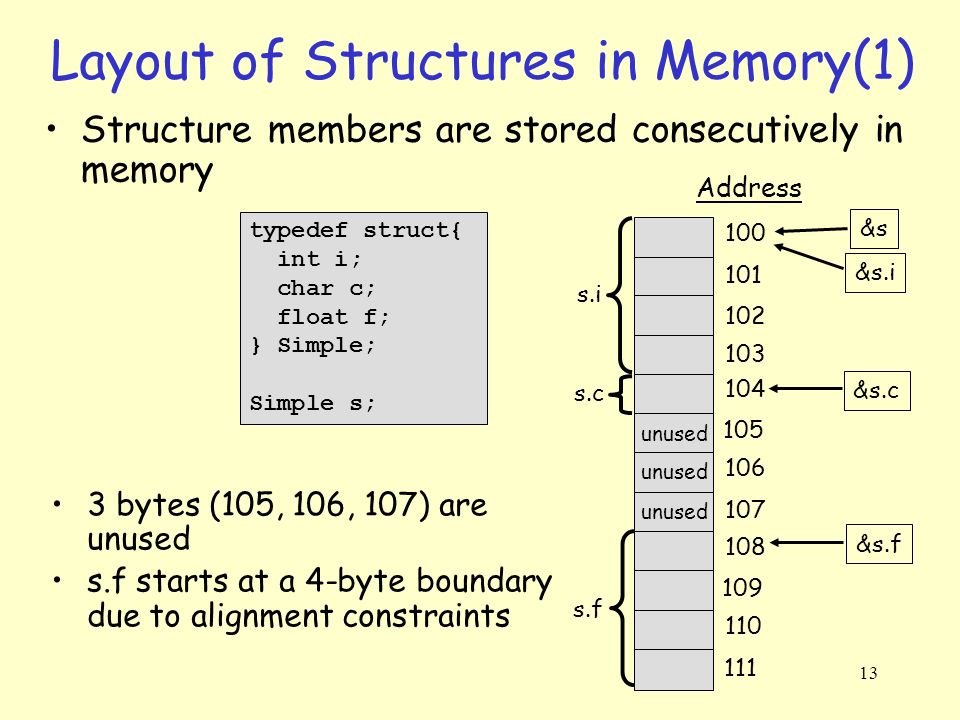 Layout of Structures in Memory(1)
• Structure members are stored consecutively in
memory
Address
typedef struct{
int i;
char c;
float f;
} Simple;
Simple s;
s.i
s.c
s.f
100
101
102
103
104
105
106
107
108
109
110
111
unused
unused
unused
&s
&s.i
&s.c
&s.f
• 3 bytes (105, 106, 107) are
unused
• s.f starts at a 4-byte boundary
due to alignment constraints
13